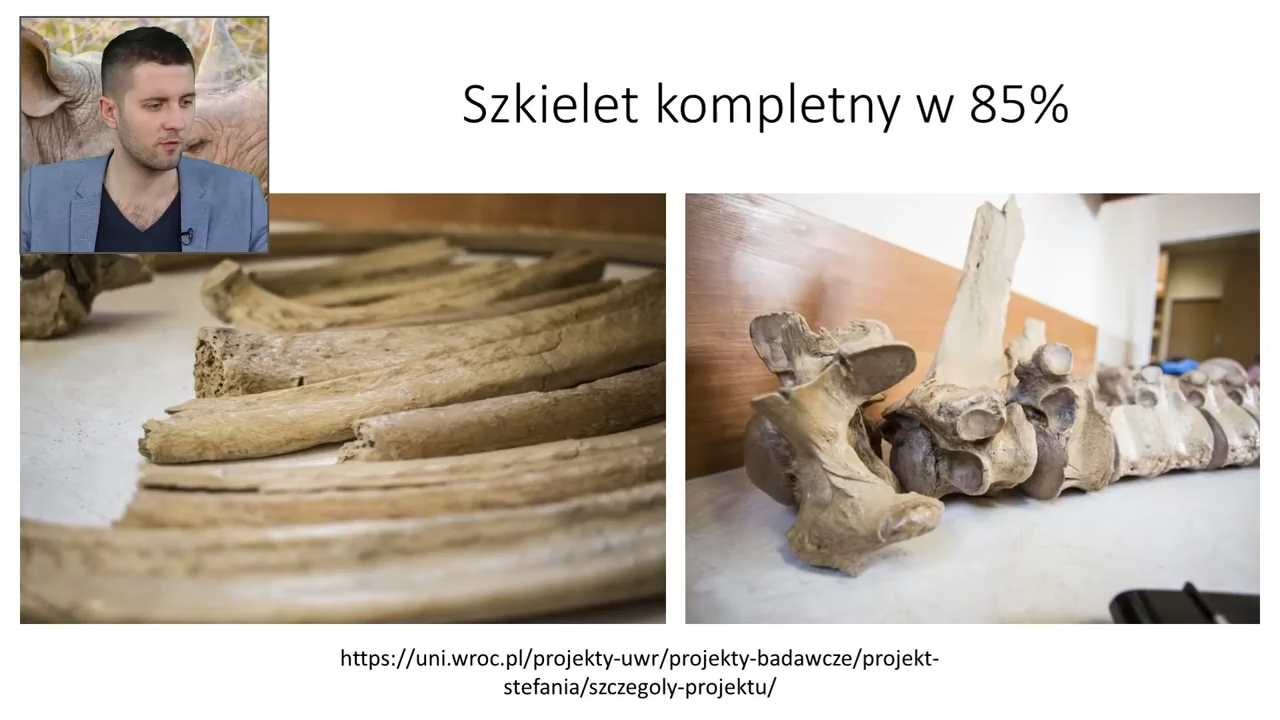 Szkielet kompletny w 85%
https://uni.wroc.pl/projekty-uwr/projekty-badawcze/projekt-
stefania/szczegoly-projektu/